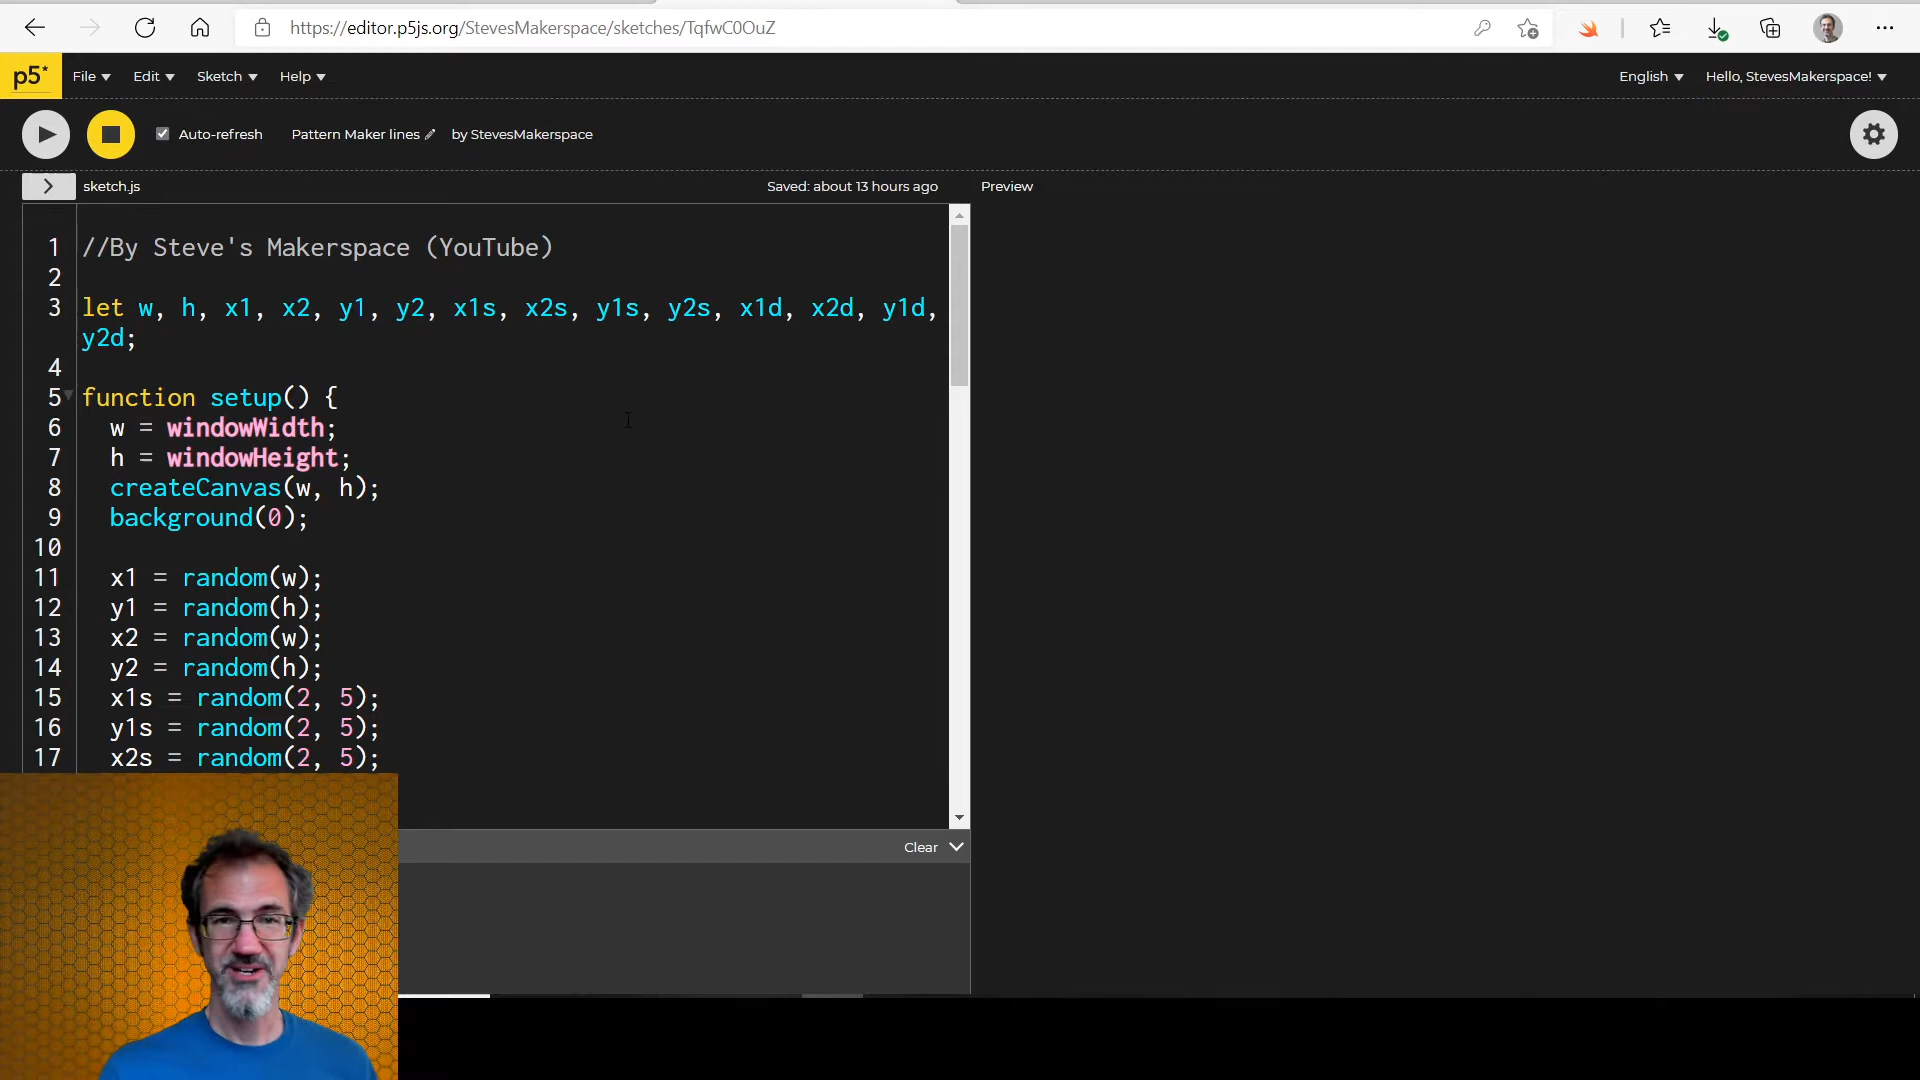 https://editor.p5js.org/StevesMakerspace/sketches/TqfwC0OuZ
p5*
File
Edit
Sketch
Help
English
Hello, StevesMakerspace!
Auto-refresh
Pattern Maker lines
by StevesMakerspace
sketch.js
Saved: about 13 hours ago
Preview
1 //By Steve's Makerspace (YouTube)
2
3 let w, h, x1, x2, y1, y2, x1s, x2s, y1s, y2s, x1d, x2d, y1d,
y2d;
4
5 function setup() {
6 w = windowWidth;
7 h = windowHeight;
8 createCanvas(w, h);
9 background(0);
10
11 x1 = random(w);
12 y1 = random(h);
13 x2 = random(w);
14 y2 = random(h);
15 x1s = random(2, 5);
16 y1s = random(2, 5);
17 x2s = random(2, 5);
Clear